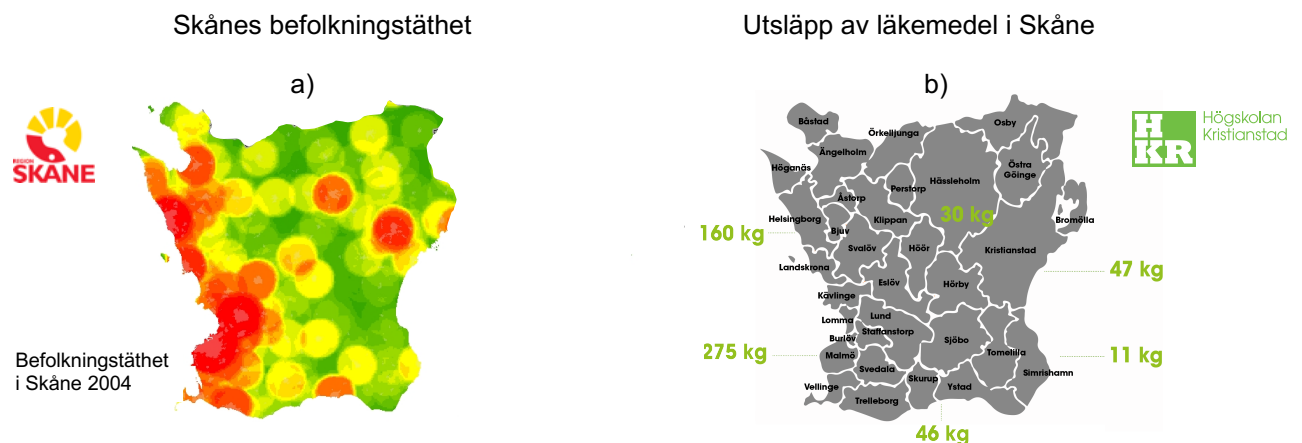 Skånes befolkningstäthet
a)
REGION
SKÅNE
Befolkningstäthet
i Skåne 2004
Utsläpp av läkemedel i Skåne
b)
HKR
Högskolan
Kristianstad
Båstad
Örkelljunga
Osby
Ängelholm
Höganäs
Östra
Göinge
Hässleholm
Perstorp
Åstorp
Helsingborg
Klippan
30 kg
Bromölla
160 kg
Bjuv
Svalöv
Höör
Kristianstad
Landskrona
47 kg
Eslöv
Hörby
Kävlinge
Lomma
Lund
Staffanstorp
Burlöv
Sjöbo
275 kg
Malmö
Tomelilla
11 kg
Svedala
Simrishamn
Skurup
Vellinge
Ystad
Trelleborg
46 kg